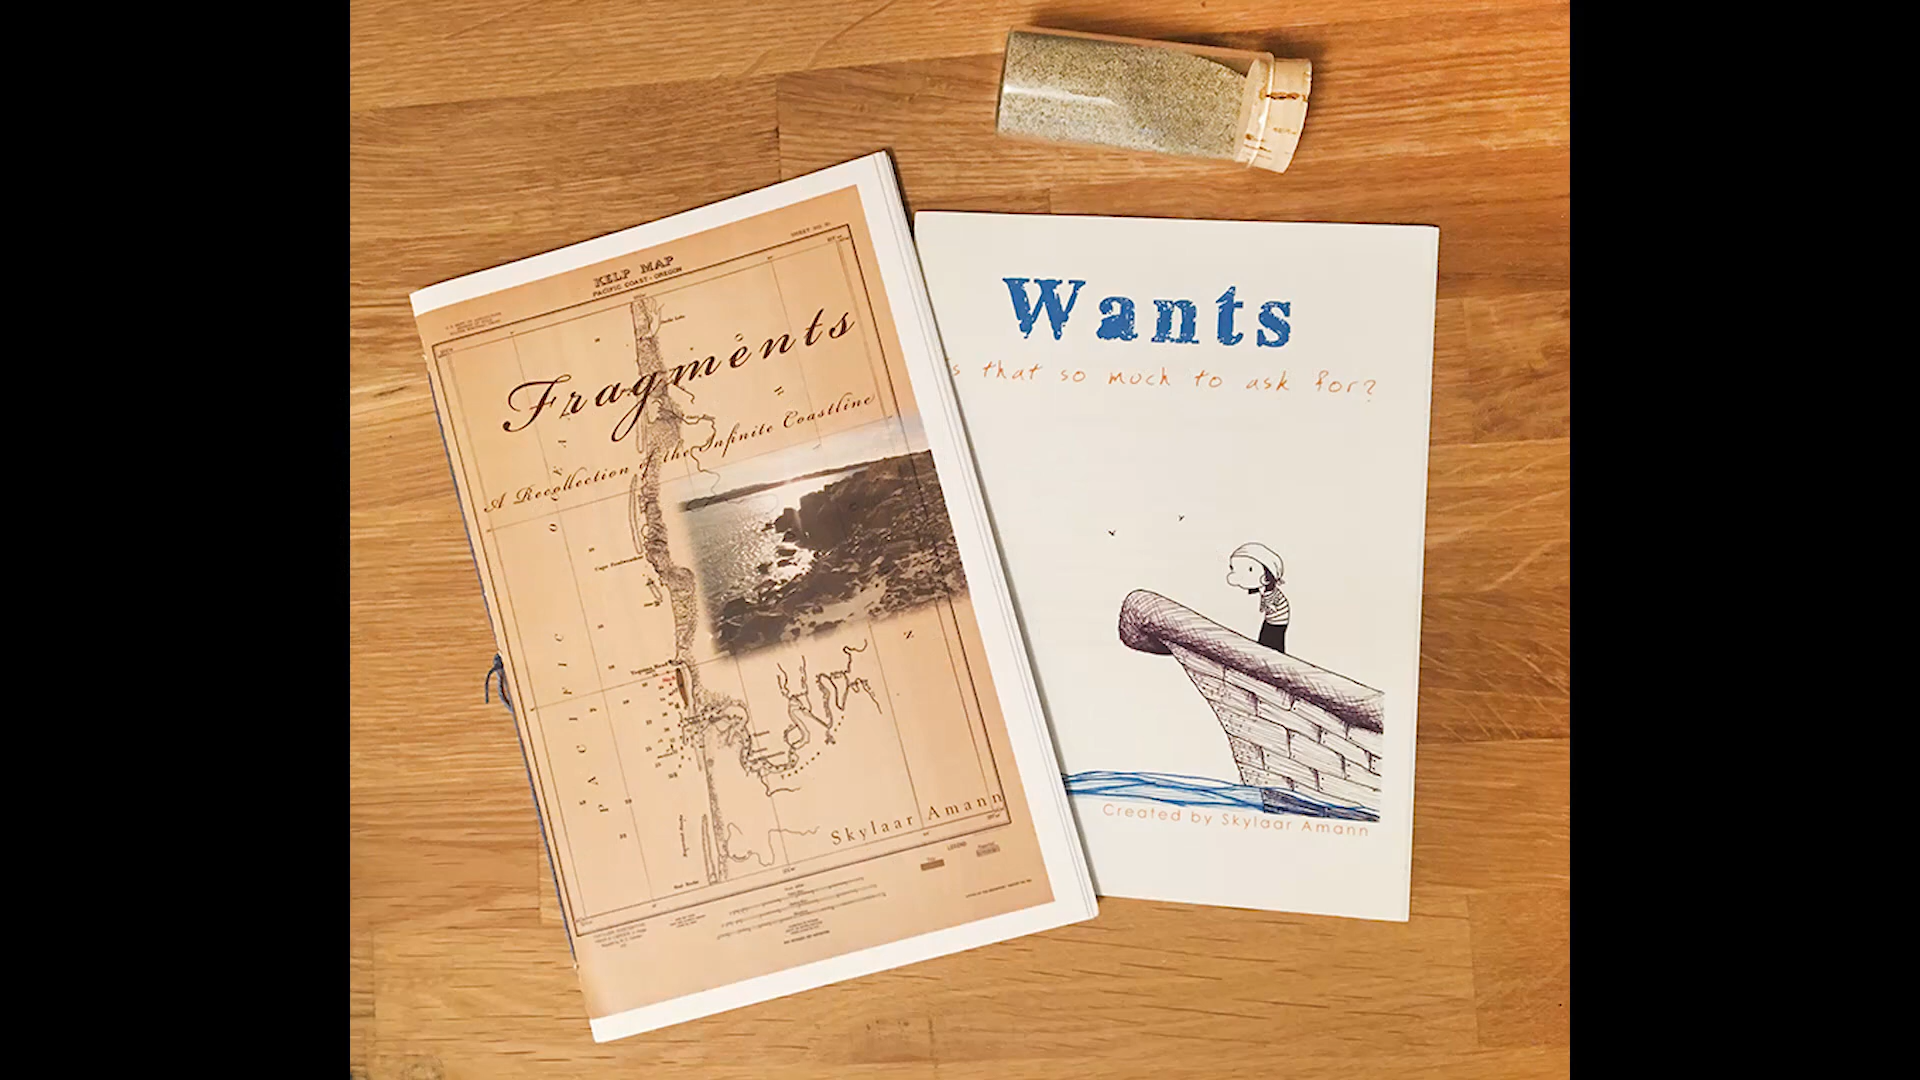 KELP MAP
PACIFIC COAST-OREGON
Fragments
A Recollection of the Infinite Coastline
PACIFIC
Skylaar Amann
LEGEND
Wants
s that so much to ask for?
Created by Skylaar Amann